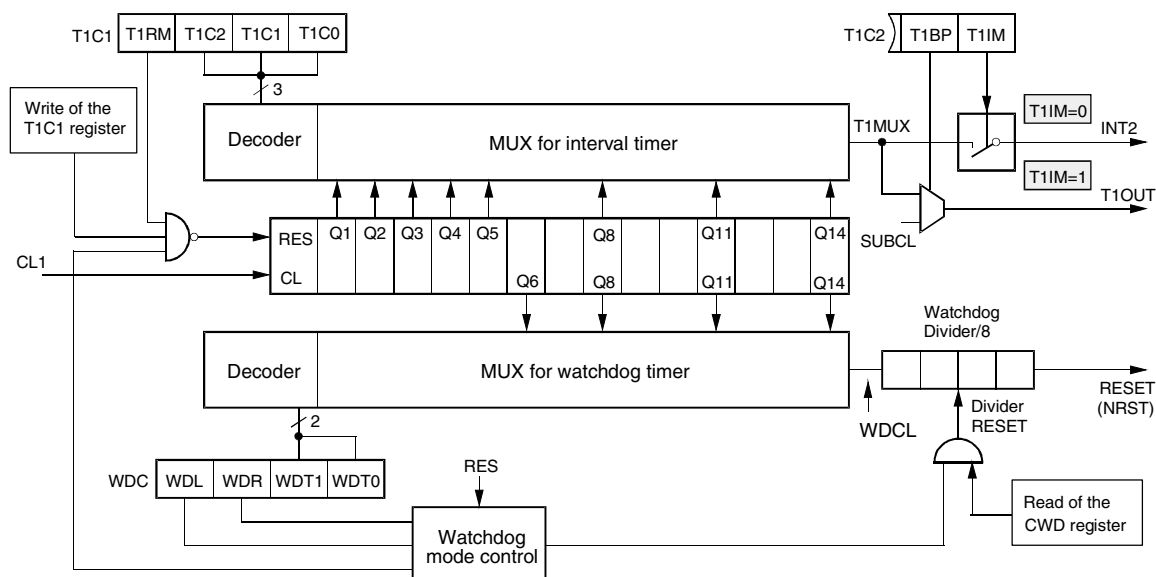 T1C1 T1RM T1C2 T1C1 T1C0
T1C2 T1BP T1IM
3
Write of the
T1C1 register
Decoder
MUX for interval timer
T1MUX
T1IM=0
INT2
T1IM=1
T1OUT
SUBCL
RES Q1 Q2 Q3 Q4 Q5 Q8 Q11 Q14
CL1
CL Q6 Q8 Q11 Q14
Watchdog
Divider/8
Decoder
MUX for watchdog timer
RESET
(NRST)
2
WDCL
Divider
RESET
WDC WDL WDR WDT1 WDT0
RES
Watchdog
mode control
Read of the
CWD register